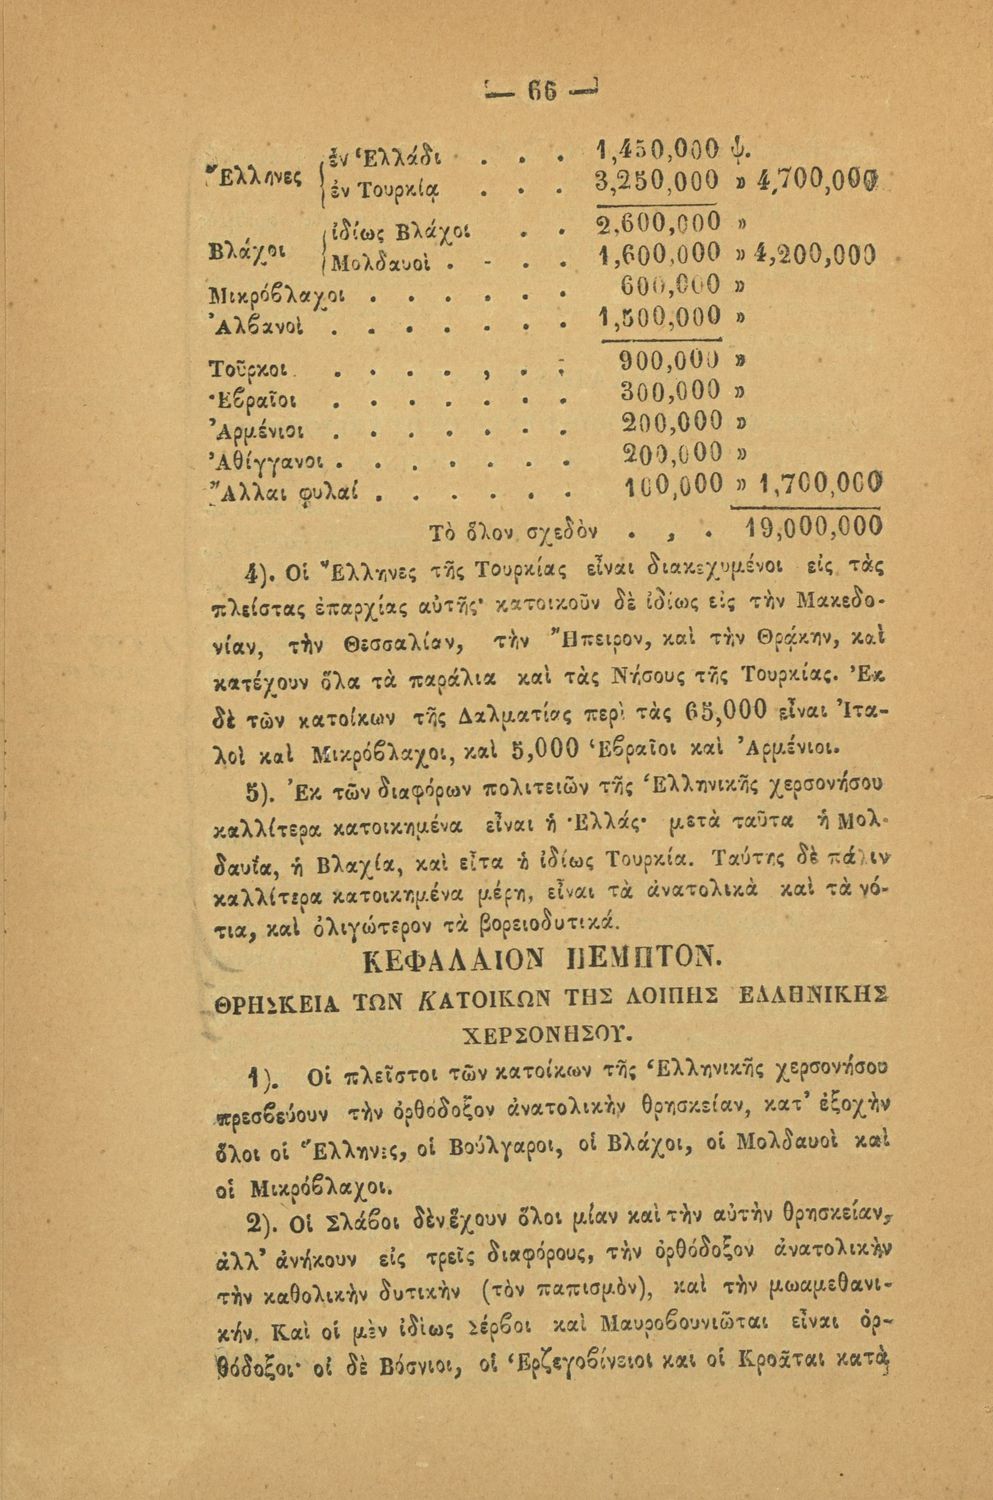 — 66 —
Ἕλληνες ἐν Ἑλλάδι . . . 1,450,000 ψ.
ἐν Τουρκίᾳ . . . 3,250,000 » 4,700,000
Βλάχοι ἰδίως Βλάχοι . . 2,600,000 »
Μολδαυοὶ . - . . 1,600,000 » 4,200,000
Μικρόβλαχοι . . . . . . 600,000 »
Ἀλβανοὶ . . . . . . . 1,500,000 »
Τοῦρκοι . . . . . , . : 900,000 »
Ἑβραῖοι . . . . . . . 300,000 »
Ἀρμένιοι . . . . . . . 200,000 »
Ἀθίγγανοι . . . . . . . 200,000 »
Ἄλλαι φυλαί . . . . . . 100,000 » 1,700,000
Τὸ ὅλον σχεδὸν . , . 19,000,000
4). Οἱ Ἕλληνες τῆς Τουρκίας εἶναι διακεχυμένοι εἰς τὰς
πλείστας ἐπαρχίας αὐτῆς· κατοικοῦν δὲ ἰδίως εἰς τὴν Μακεδο-
νίαν, τὴν Θεσσαλίαν, τὴν Ἤπειρον, καὶ τὴν Θράκην, καὶ
κατέχουν ὅλα τὰ παράλια καὶ τὰς Νήσους τῆς Τουρκίας. Ἐκ
δὲ τῶν κατοίκων τῆς Δαλματίας περὶ τὰς 65,000 εἶναι Ἰτα-
λοὶ καὶ Μικρόβλαχοι, καὶ 5,000 Ἑβραῖοι καὶ Ἀρμένιοι.
5). Ἐκ τῶν διαφόρων πολιτειῶν τῆς Ἑλληνικῆς χερσονήσου
καλλίτερα κατοικημένα εἶναι ἡ Ἑλλάς· μετὰ ταῦτα ἡ Μολ-
δαυΐα, ἡ Βλαχία, καὶ εἶτα ἡ ἰδίως Τουρκία. Ταύτης δὲ πάλιν
καλλίτερα κατοικημένα μέρη, εἶναι τὰ ἀνατολικὰ καὶ τὰ νό-
τια, καὶ ὀλιγώτερον τὰ βορειοδυτικά.
ΚΕΦΑΛΑΙΟΝ ΠΕΜΠΤΟΝ.
ΘΡΗΣΚΕΙΑ ΤΩΝ ΚΑΤΟΙΚΩΝ ΤΗΣ ΛΟΙΠΗΣ ΕΛΛΗΝΙΚΗΣ
ΧΕΡΣΟΝΗΣΟΥ.
1). Οἱ πλεῖστοι τῶν κατοίκων τῆς Ἑλληνικῆς χερσονήσου
πρεσβεύουν τὴν ὀρθόδοξον ἀνατολικὴν θρησκείαν, κατ' ἐξοχὴν
ὅλοι οἱ Ἕλληνες, οἱ Βούλγαροι, οἱ Βλάχοι, οἱ Μολδαυοὶ καὶ
οἱ Μικρόβλαχοι.
2). Οἱ Σλάβοι δὲν ἔχουν ὅλοι μίαν καὶ τὴν αὐτὴν θρησκείαν,
ἀλλ' ἀνήκουν εἰς τρεῖς διαφόρους, τὴν ὀρθόδοξον ἀνατολικὴν
τὴν καθολικὴν δυτικὴν (τὸν παπισμὸν), καὶ τὴν μωαμεθανι-
κήν. Καὶ οἱ μὲν ἰδίως Σέρβοι καὶ Μαυροβουνιῶται εἶναι ὀρ-
θόδοξοι· οἱ δὲ Βόσνιοι, οἱ Ἑρζεγοβίνειοι και οἱ Κροᾶται κατὰ